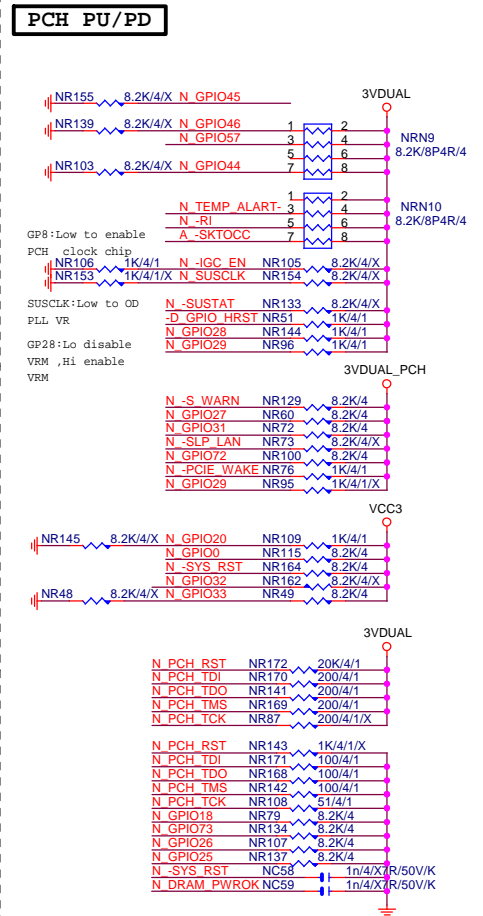 PCH PU/PD
3VDUAL
NR155 8.2K/4/X N_GPIO45
NR139 8.2K/4/X N_GPIO46 1 2
N_GPIO57 3 4 NRN9
5 6 8.2K/8P4R/4
NR103 8.2K/4/X N_GPIO44 7 8
1 2
N_TEMP_ALART- 3 4 NRN10
N_-RI 5 6 8.2K/8P4R/4
A_-SKTOCC 7 8
GP8:Low to enable
PCH clock chip
NR106 1K/4/1 N_-IGC_EN NR105 8.2K/4/X
NR153 1K/4/1/X N_SUSCLK NR154 8.2K/4/X
SUSCLK:Low to OD
PLL VR
N_-SUSTAT NR133 8.2K/4/X
-D_GPIO_HRST NR51 1K/4/1
N_GPIO28 NR144 1K/4/1
N_GPIO29 NR96 1K/4/1
GP28:Lo disable
VRM ,Hi enable
VRM
3VDUAL_PCH
N_-S_WARN NR129 8.2K/4
N_GPIO27 NR60 8.2K/4
N_GPIO31 NR72 8.2K/4
N_-SLP_LAN NR73 8.2K/4/X
N_GPIO72 NR100 8.2K/4
N_-PCIE_WAKE NR76 1K/4/1
N_GPIO29 NR95 1K/4/1/X
VCC3
NR145 8.2K/4/X N_GPIO20 NR109 1K/4/1
N_GPIO0 NR115 8.2K/4
N_-SYS_RST NR164 8.2K/4
N_GPIO32 NR162 8.2K/4/X
NR48 8.2K/4/X N_GPIO33 NR49 8.2K/4
3VDUAL
N_PCH_RST NR172 20K/4/1
N_PCH_TDI NR170 200/4/1
N_PCH_TDO NR141 200/4/1
N_PCH_TMS NR169 200/4/1
N_PCH_TCK NR87 200/4/1/X
N_PCH_RST NR143 1K/4/1/X
N_PCH_TDI NR171 100/4/1
N_PCH_TDO NR168 100/4/1
N_PCH_TMS NR142 100/4/1
N_PCH_TCK NR108 51/4/1
N_GPIO18 NR79 8.2K/4
N_GPIO73 NR134 8.2K/4
N_GPIO26 NR107 8.2K/4
N_GPIO25 NR137 8.2K/4
N_-SYS_RST NC58 1n/4/X7R/50V/K
N_DRAM_PWROK NC59 1n/4/X7R/50V/K